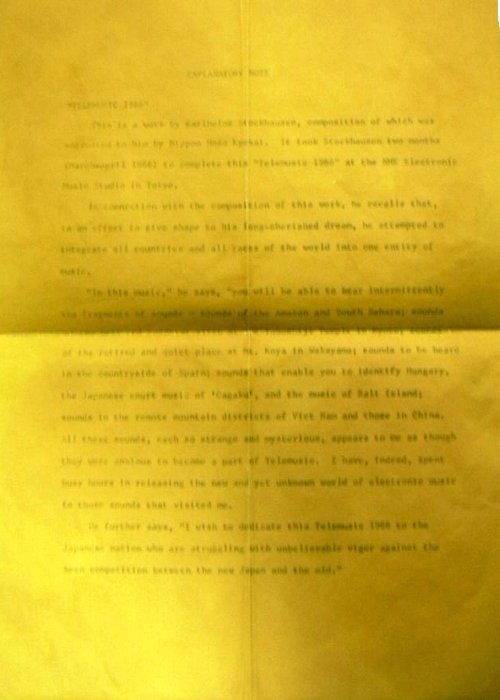 EXPLANATORY NOTE
"TELEMUSIC 1966"
This is a work by Karlheinz Stockhausen, composition of which was
by Nippon Hoso Kyokai. It took Stockhausen two months
1966) to complete this "Telemusic 1966" at the NHK Electronic
Music Studio in Tokyo.
In connection with the composition of this work, he recalls that,
in an effort to give shape to his long-cherished dream, he attempted to
integrate all countries and all races of the world into one entity of
music.
"In this music," he says, "you will be able to hear intermittently
the fragments of sounds - sounds of the Amazon and South Sahara; sounds
people in
of the retired and quiet place at Mt. Koya in Wakayama; sounds to be heard
in the countryside of Spain; sounds that enable you to identify Hungary,
the Japanese court music of 'Gagaku', and the music of Bali Island;
sounds in the remote mountain districts of Viet Nam and those in China.
All these sounds, each so strange and mysterious, appears to me as though
they were anxious to become a part of Telemusic. I have, indeed, spent
busy hours in releasing the new and yet unknown world of electronic music
to those sounds that visited me.
He further says, "I wish to dedicate this Telemusic 1966 to the
Japanese nation who are struggling with unbelievable vigor against the
keen competition between the new Japan and the old."